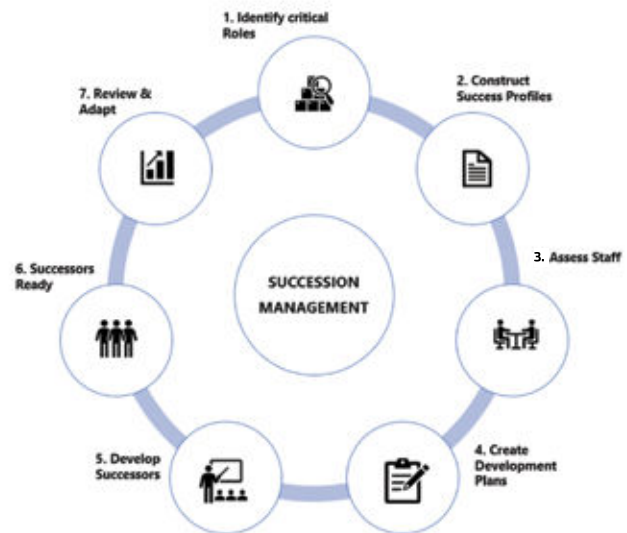 1. Identify critical
Roles
2. Construct
Success Profiles
3. Assess Staff
4. Create
Development
Plans
5. Develop
Successors
6. Successors
Ready
7. Review &
Adapt
SUCCESSION
MANAGEMENT